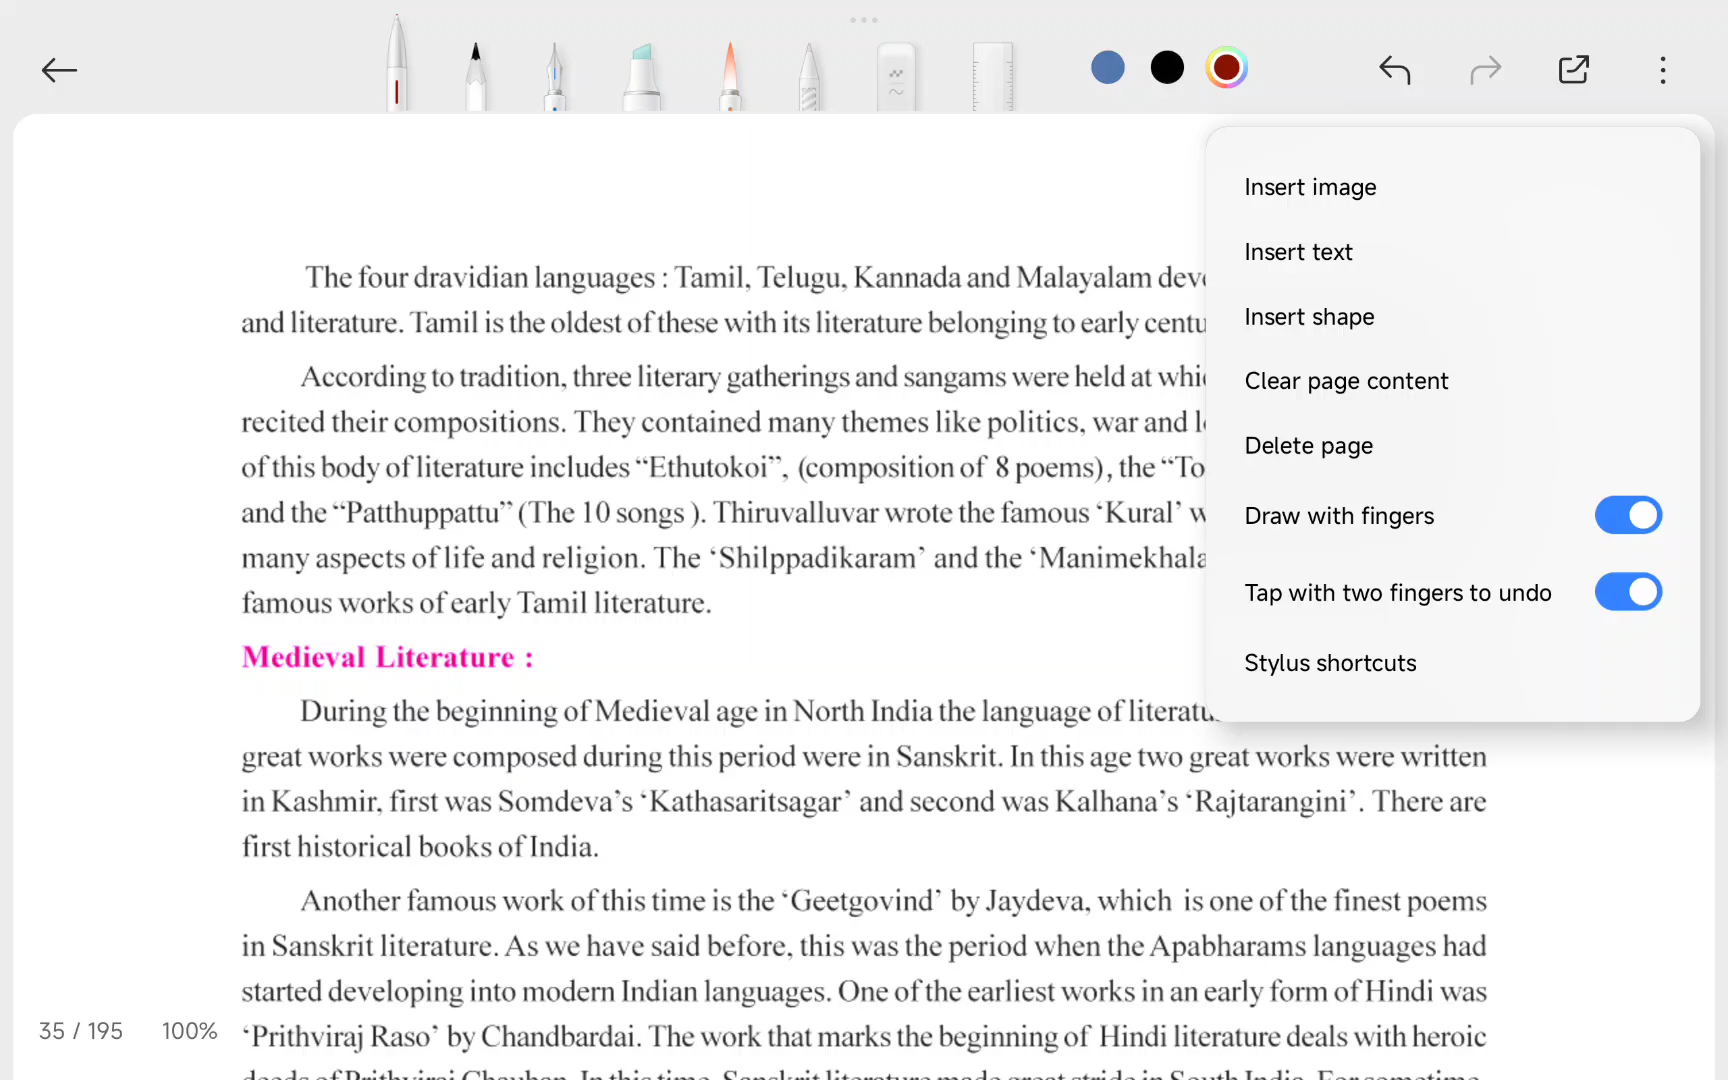 Insert image
Insert text
Insert shape
Clear page content
Delete page
Draw with fingers
Tap with two fingers to undo
Stylus shortcuts
The four dravidian languages : Tamil, Telugu, Kannada and Malayalam
and literature. Tamil is the oldest of these with its literature belonging to early
According to tradition, three literary gatherings and sangams were held at
recited their compositions. They contained many themes like politics, war and
of this body of literature includes “Ethutokoi”, (composition of 8 poems), the
and the “Patthuppattu” (The 10 songs ). Thiruvalluvar wrote the famous ‘Kural’
many aspects of life and religion. The ‘Shilppadikaram’ and the
famous works of early Tamil literature.
Medieval Literature :
During the beginning of Medieval age in North India the language of
great works were composed during this period were in Sanskrit. In this age two great works were written
in Kashmir, first was Somdeva’s ‘Kathasaritsagar’ and second was Kalhana’s ‘Rajtarangini’. There are
first historical books of India.
Another famous work of this time is the ‘Geetgovind’ by Jaydeva, which is one of the finest poems
in Sanskrit literature. As we have said before, this was the period when the Apabharams languages had
started developing into modern Indian languages. One of the earliest works in an early form of Hindi was
‘Prithviraj Raso’ by Chandbardai. The work that marks the beginning of Hindi literature deals with heroic
35 / 195 100%